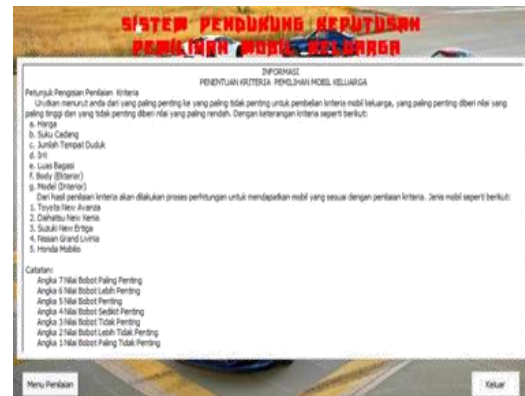 SISTEM PENDUKUNG KEPUTUSAN
PEMILIHAN MOBIL KELUARGA
INFORMASI
PENENTUAN KRITERIA PEMILIHAN MOBIL KELUARGA
Petunjuk Pengisian Penilaian Kriteria
Urutkan menurut anda dari yang paling penting ke yang paling tidak penting untuk pembelian kriteria mobil keluarga, yang paling penting diberi nilai yang
paling tinggi dan yang tidak penting diberi nilai yang paling rendah. Dengan keterangan kriteria seperti berikut:
a. Harga
b. Suku Cadang
c. Jumlah Tempat Duduk
d. Irit
e. Luas Bagasi
f. Body (Eksterior)
g. Model (Interior)
Dari hasil penilaian kriteria akan dilakukan proses perhitungan untuk mendapatkan mobil yang sesuai dengan penilaian kriteria. Jenis mobil seperti berikut:
1. Toyota New Avanza
2. Daihatsu New Xenia
3. Suzuki New Ertiga
4. Nissan Grand Livina
5. Honda Mobilio
Catatan:
Angka 7 Nilai Bobot Paling Penting
Angka 6 Nilai Bobot Lebih Penting
Angka 5 Nilai Bobot Penting
Angka 4 Nilai Bobot Sedikit Penting
Angka 3 Nilai Bobot Tidak Penting
Angka 2 Nilai Bobot Lebih Tidak Penting
Angka 1 Nilai Bobot Paling Tidak Penting
Menu Penilaian
Keluar